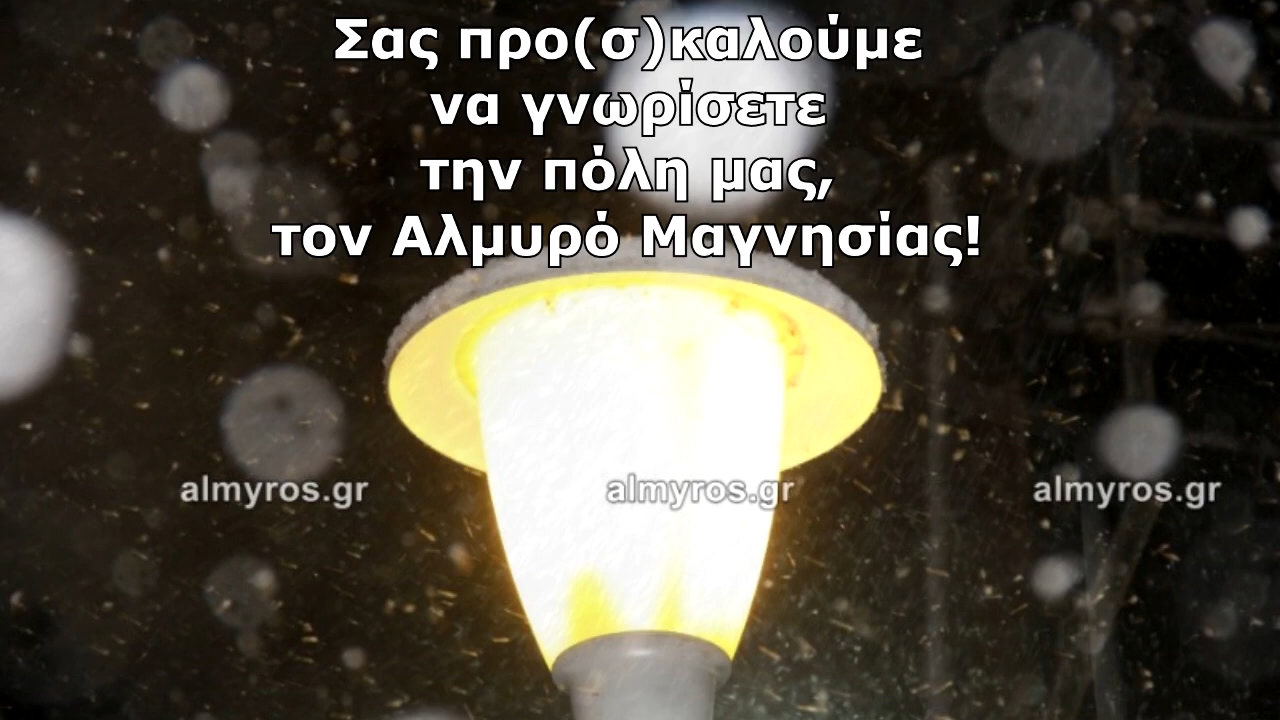 Σας προ(σ)καλούμε
να γνωρίσετε
την πόλη μας,
τον Αλμυρό Μαγνησίας!
almyros.gr almyros.gr almyros.gr